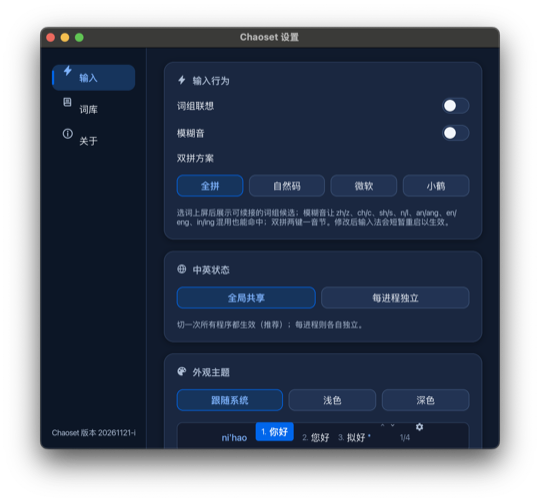 Chaoset 设置
输入
词库
关于
Chaoset 版本 20261121-i
输入行为
词组联想
模糊音
双拼方案
全拼 自然码 微软 小鹤
选词上屏后展示可续接的词组候选；模糊音让 zh/z、ch/c、sh/s、n/l、an/ang、en/
eng、in/ing 混用也能命中；双拼两键一音节。修改后输入法会短暂重启以生效。
中英状态
全局共享 每进程独立
切一次所有程序都生效（推荐）；每进程则各自独立。
外观主题
跟随系统 浅色 深色
ni'hao 1. 你好 2. 您好 3. 拟好 * 1/4